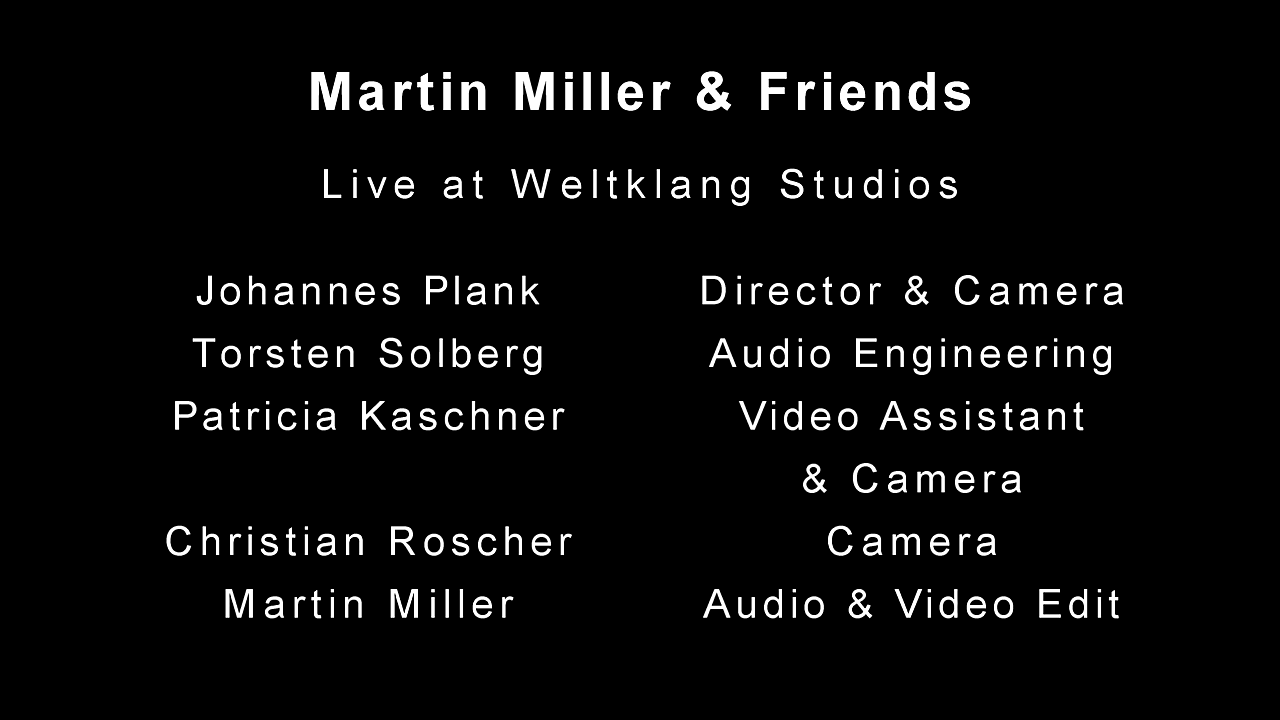 Martin Miller & Friends
Live at Weltklang Studios
Johannes Plank Director & Camera
Torsten Solberg Audio Engineering
Patricia Kaschner Video Assistant
& Camera
Christian Roscher Camera
Martin Miller Audio & Video Edit